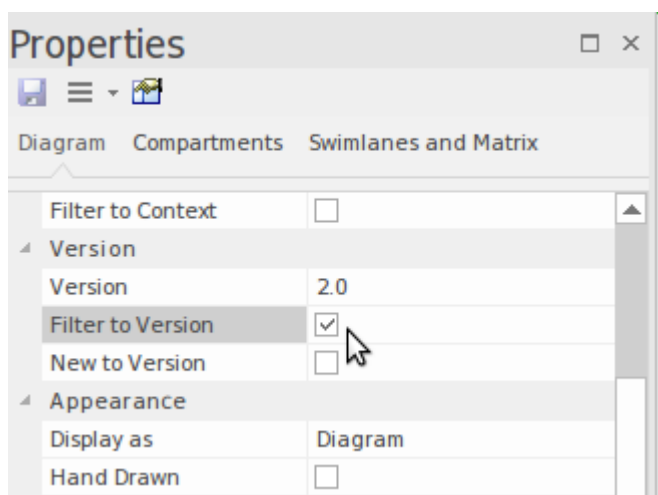 Properties
Diagram Compartments Swimlanes and Matrix
Filter to Context
Version
Version 2.0
Filter to Version
New to Version
Appearance
Display as Diagram
Hand Drawn